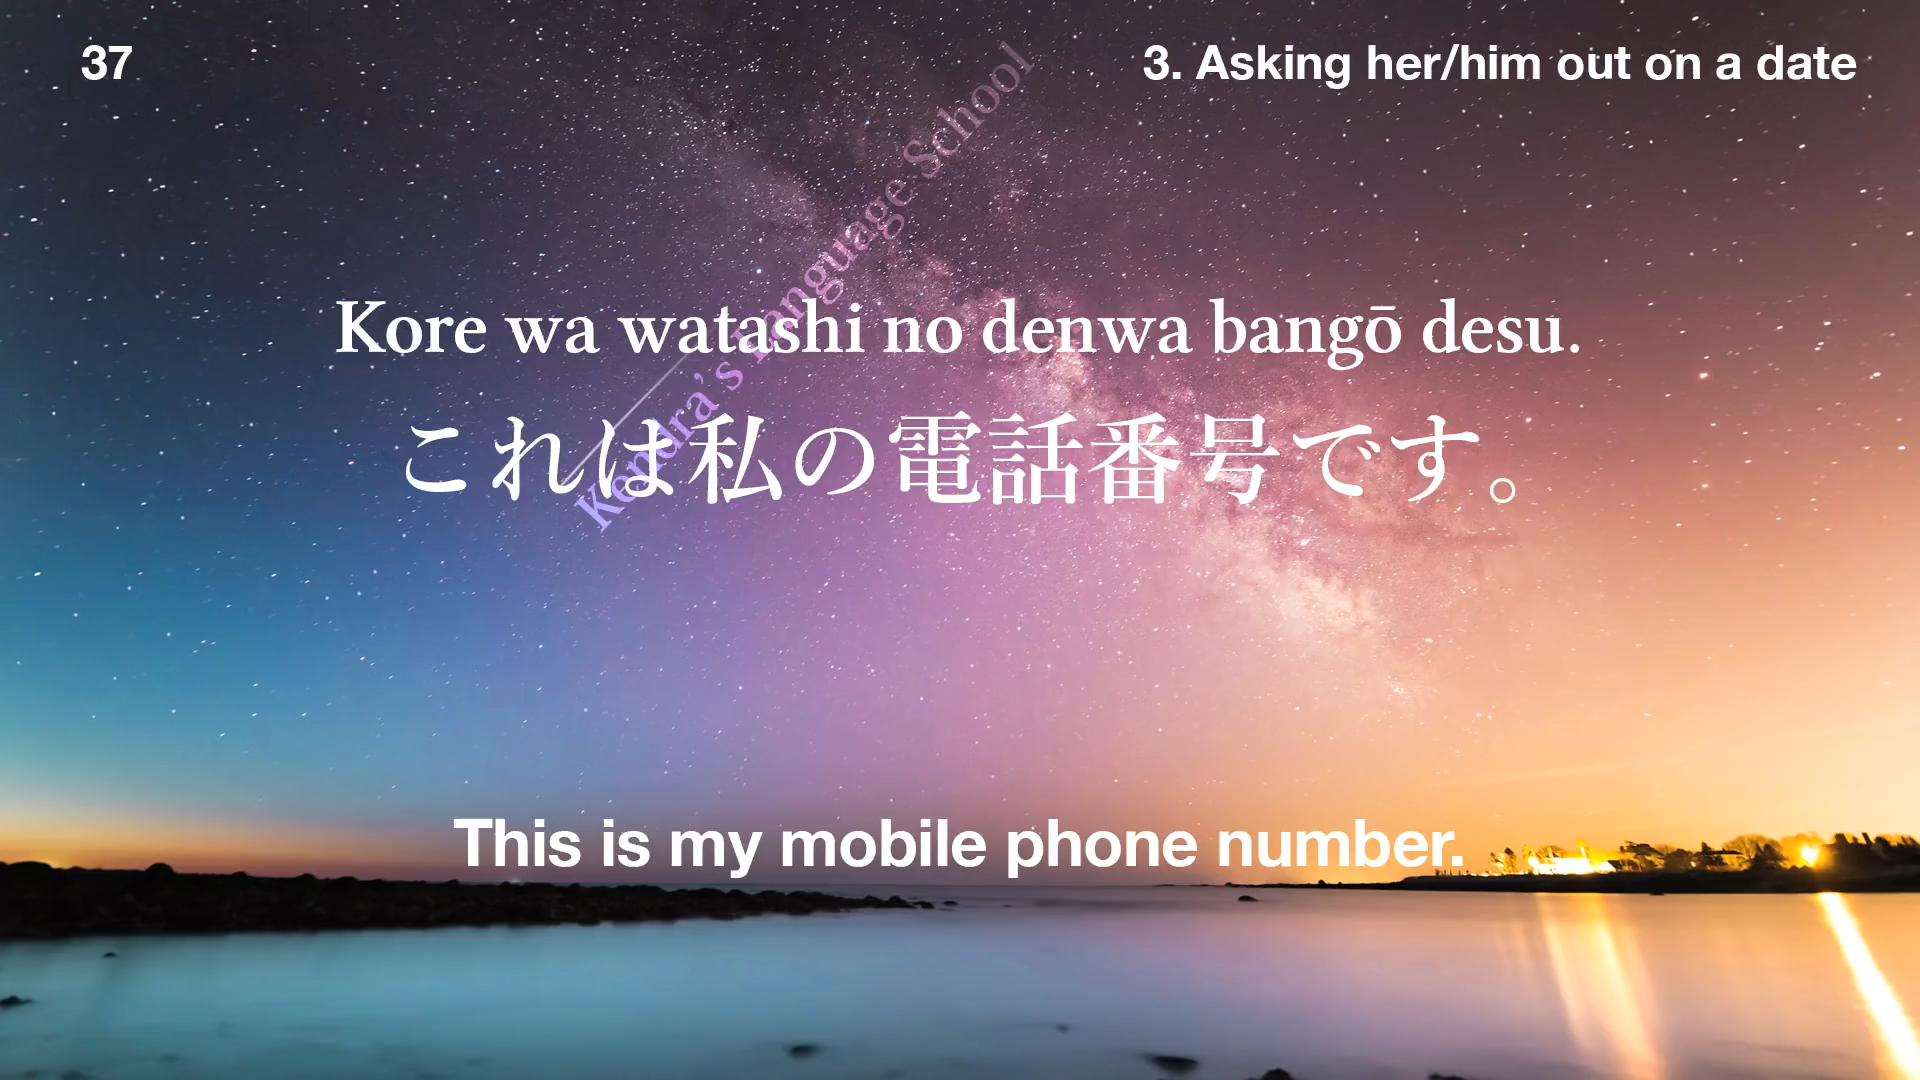 37
3. Asking her/him out on a date
Kendra's Language School
Kore wa watashi no denwa bangō desu.
これは私の電話番号です。
This is my mobile phone number.